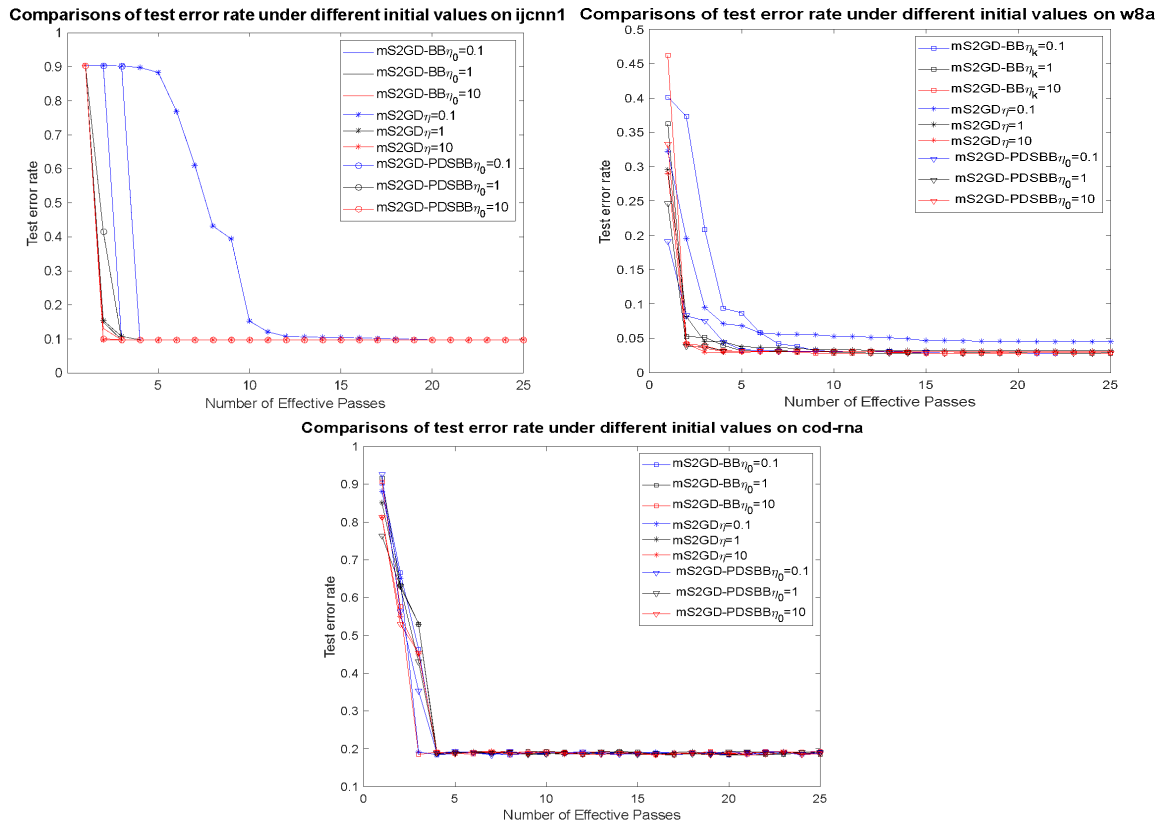 Comparisons of test error rate under different initial values on ijcnn1
1
0.9
0.8
0.7
0.6
0.5
0.4
0.3
0.2
0.1
0
Test error rate
5
10
15
20
25
Number of Effective Passes
mS2GD-BBη0=0.1
mS2GD-BBη0=1
mS2GD-BBη0=10
mS2GDη=0.1
mS2GDη=1
mS2GDη=10
mS2GD-PDSBBη0=0.1
mS2GD-PDSBBη0=1
mS2GD-PDSBBη0=10
Comparisons of test error rate under different initial values on w8a
0.5
0.45
0.4
0.35
0.3
0.25
0.2
0.15
0.1
0.05
0
Test error rate
0
5
10
15
20
25
Number of Effective Passes
mS2GD-BBηk=0.1
mS2GD-BBηk=1
mS2GD-BBηk=10
mS2GDη=0.1
mS2GDη=1
mS2GDη=10
mS2GD-PDSBBη0=0.1
mS2GD-PDSBBη0=1
mS2GD-PDSBBη0=10
Comparisons of test error rate under different initial values on cod-rna
1
0.9
0.8
0.7
0.6
0.5
0.4
0.3
0.2
0.1
Test error rate
0
5
10
15
20
25
Number of Effective Passes
mS2GD-BBη0=0.1
mS2GD-BBη0=1
mS2GD-BBη0=10
mS2GDη=0.1
mS2GDη=1
mS2GDη=10
mS2GD-PDSBBη0=0.1
mS2GD-PDSBBη0=1
mS2GD-PDSBBη0=10